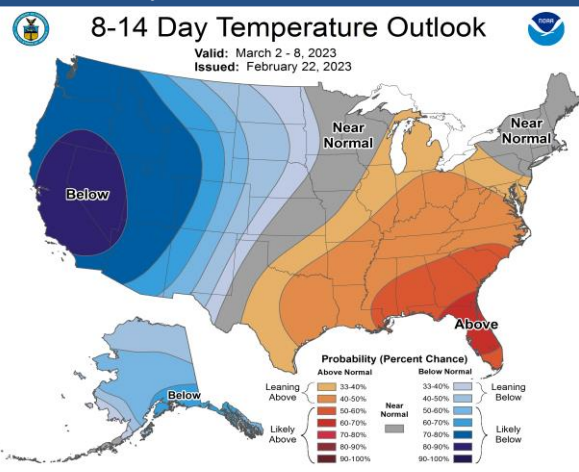 8-14 Day Temperature Outlook
Valid: March 2 - 8, 2023
Issued: February 22, 2023
NOAA
Near
Normal
Near
Normal
Below
Above
Below
Probability (Percent Chance)
Above Normal
Below Normal
Leaning
Above
33-40%
40-50%
Likely
Above
50-60%
60-70%
70-80%
80-90%
90-100%
Near
Normal
33-40%
40-50%
Leaning
Below
50-60%
60-70%
70-80%
80-90%
90-100%
Likely
Below